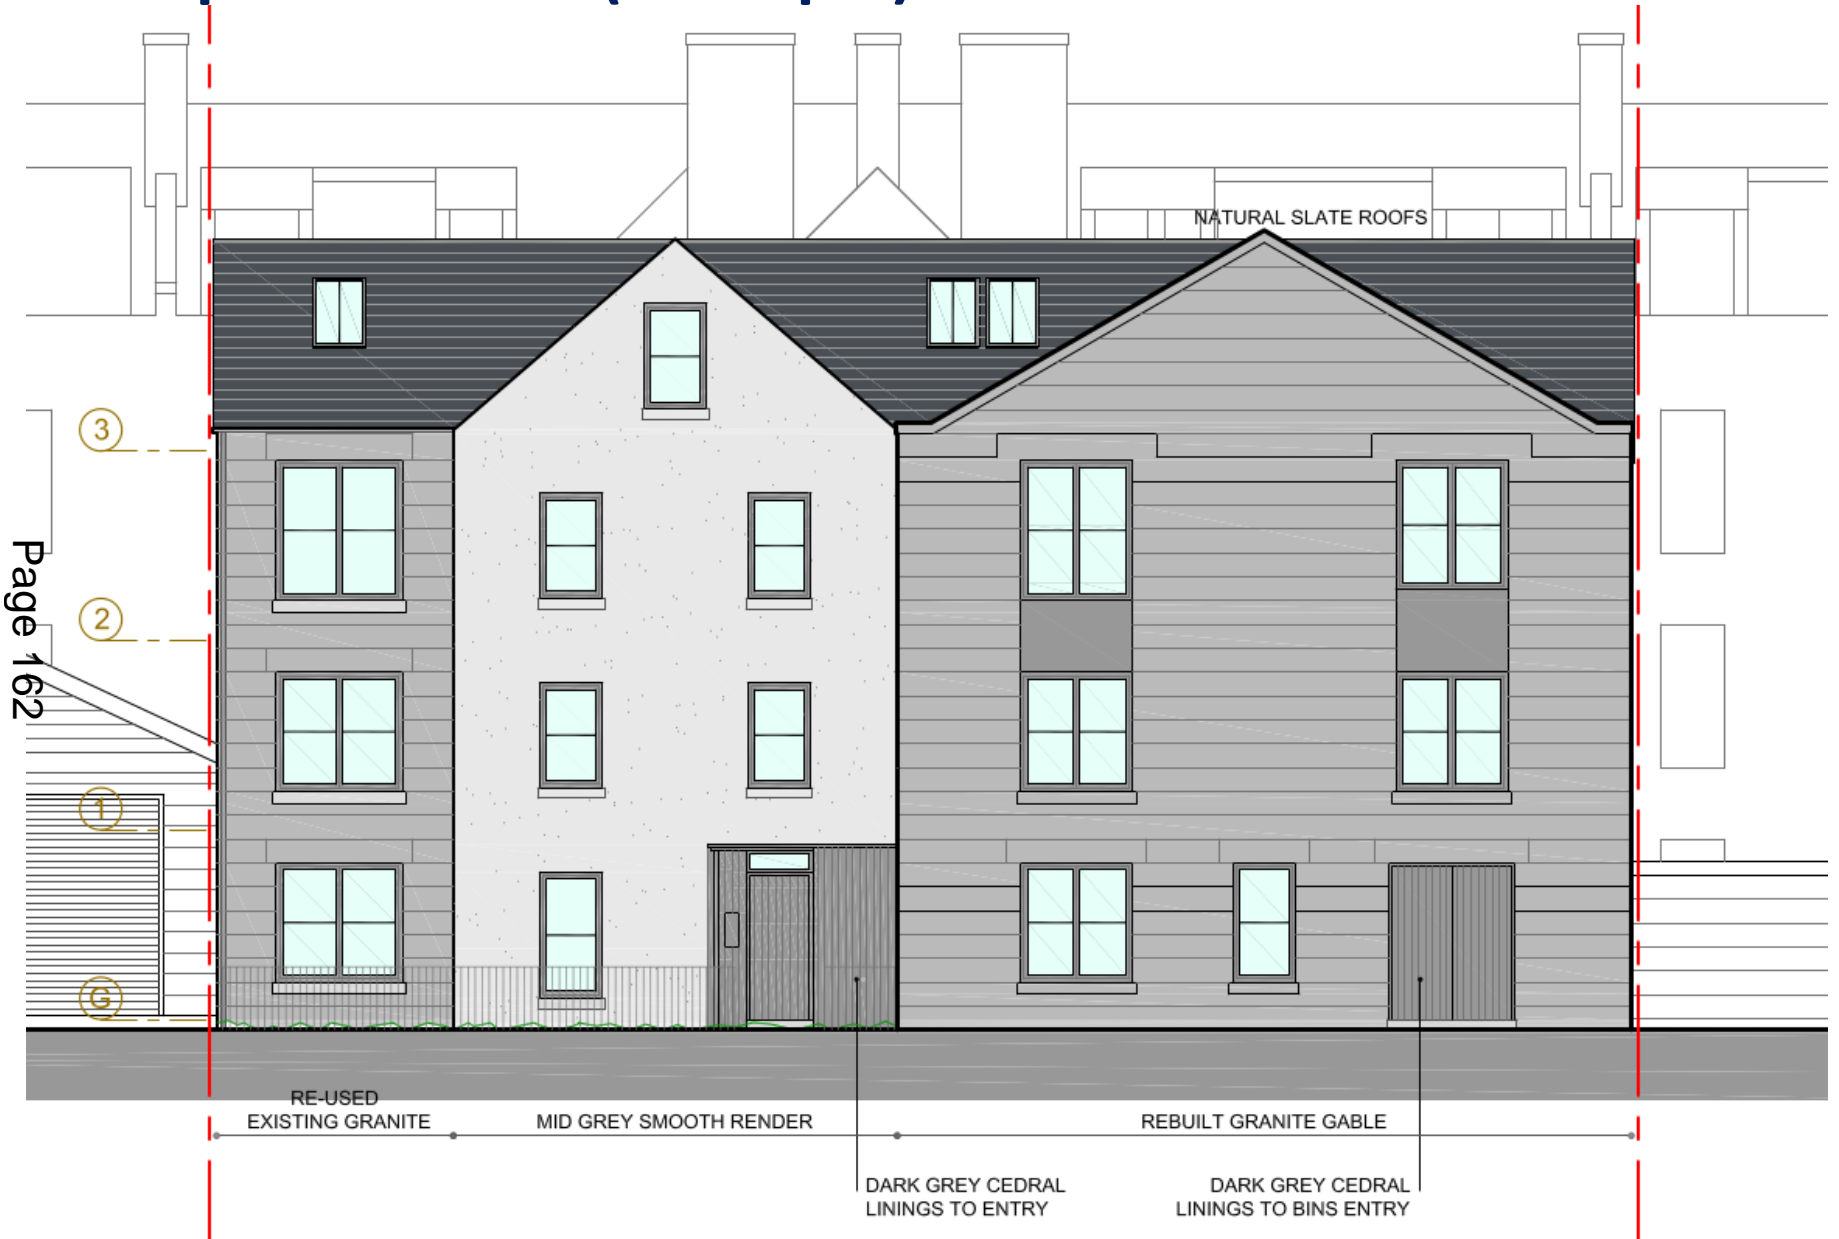 NATURAL SLATE ROOFS
3
2
1
G
Page 162
RE-USED
EXISTING GRANITE
MID GREY SMOOTH RENDER
REBUILT GRANITE GABLE
DARK GREY CEDRAL
LININGS TO ENTRY
DARK GREY CEDRAL
LININGS TO BINS ENTRY